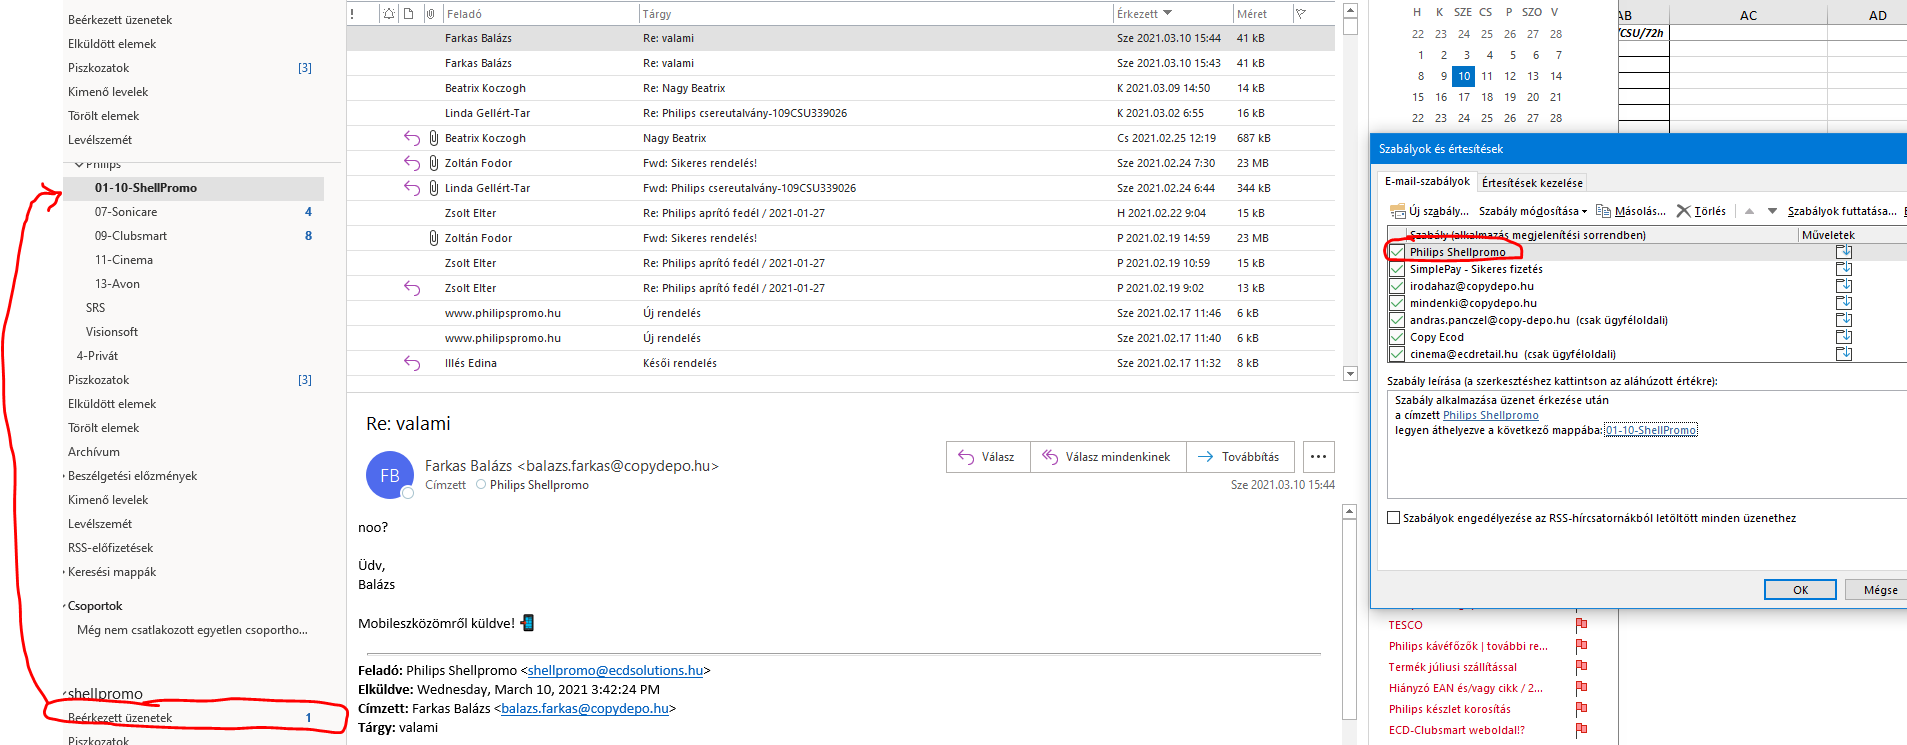 Beérkezett üzenetek
Elküldött elemek
Piszkozatok [3]
Kimenő levelek
Törölt elemek
Levélszemét
Philips
01-10-ShellPromo
07-Sonicare 4
09-Clubsmart 8
11-Cinema
13-Avon
SRS
Visionsoft
4-Privát
Piszkozatok [3]
Elküldött elemek
Törölt elemek
Archívum
Beszélgetési előzmények
Kimenő levelek
Levélszemét
RSS-előfizetések
Keresési mappák
Csoportok
Még nem csatlakozott egyetlen csoportho...
shellpromo
Beérkezett üzenetek 1
Piszkozatok
! Feladó Tárgy Érkezett Méret
Farkas Balázs Re: valami Sze 2021.03.10 15:44 41 kB
Farkas Balázs Re: valami Sze 2021.03.10 15:43 41 kB
Beatrix Koczogh Re: Nagy Beatrix K 2021.03.09 14:50 14 kB
Linda Gellért-Tar Re: Philips csereutalvány-109CSU339026 K 2021.03.02 6:55 16 kB
Beatrix Koczogh Nagy Beatrix Cs 2021.02.25 12:19 687 kB
Zoltán Fodor Fwd: Sikeres rendelés! Sze 2021.02.24 7:30 23 MB
Linda Gellért-Tar Fwd: Philips csereutalvány-109CSU339026 Sze 2021.02.24 6:44 344 kB
Zsolt Elter Re: Philips aprító fedél / 2021-01-27 H 2021.02.22 9:04 15 kB
Zoltán Fodor Fwd: Sikeres rendelés! P 2021.02.19 14:59 23 MB
Zsolt Elter Re: Philips aprító fedél / 2021-01-27 P 2021.02.19 10:59 15 kB
Zsolt Elter Re: Philips aprító fedél / 2021-01-27 P 2021.02.19 9:02 13 kB
www.philipspromo.hu Új rendelés Sze 2021.02.17 11:46 6 kB
www.philipspromo.hu Új rendelés Sze 2021.02.17 11:40 6 kB
Illés Edina Késői rendelés Sze 2021.02.17 11:32 8 kB
Re: valami
FB
Farkas Balázs <balazs.farkas@copydepo.hu>
Címzett Philips Shellpromo
Válasz Válasz mindenkinek Továbbítás ...
Sze 2021.03.10 15:44
noo?
Üdv,
Balázs
Mobileszközömről küldve!
Feladó: Philips Shellpromo <shellpromo@ecdsolutions.hu>
Elküldve: Wednesday, March 10, 2021 3:42:24 PM
Címzett: Farkas Balázs <balazs.farkas@copydepo.hu>
Tárgy: valami
H K SZE CS P SZO V
22 23 24 25 26 27 28
1 2 3 4 5 6 7
8 9 10 11 12 13 14
15 16 17 18 19 20 21
22 23 24 25 26 27 28
AB AC AD
/CSU/72h
Szabályok és értesítések
E-mail-szabályok Értesítések kezelése
Új szabály... Szabály módosítása Másolás... Törlés Szabályok futtatása...
Szabály (alkalmazás megjelenítési sorrendben) Műveletek
Philips Shellpromo
SimplePay - Sikeres fizetés
irodahaz@copydepo.hu
mindenki@copydepo.hu
andras.panczel@copy-depo.hu (csak ügyféloldali)
Copy Ecod
cinema@ecdretail.hu (csak ügyféloldali)
Szabály leírása (a szerkesztéshez kattintson az aláhúzott értékre):
Szabály alkalmazása üzenet érkezése után
a címzett Philips Shellpromo
legyen áthelyezve a következő mappába: 01-10-ShellPromo
Szabályok engedélyezése az RSS-hírcsatornákból letöltött minden üzenethez
OK Mégse
TESCO
Philips kávéfőzők | további re...
Termék júliusi szállítással
Hiányzó EAN és/vagy cikk / 2...
Philips készlet korosítás
ECD-Clubsmart weboldal!?